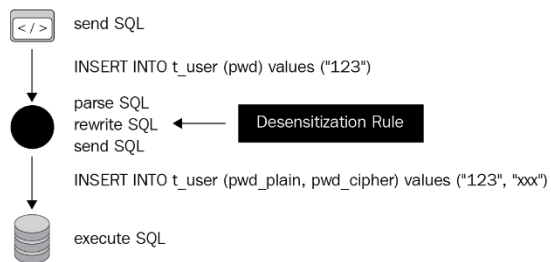 </>
send SQL
INSERT INTO t_user (pwd) values ("123")
parse SQL
rewrite SQL
send SQL
Desensitization Rule
INSERT INTO t_user (pwd_plain, pwd_cipher) values ("123", "xxx")
execute SQL